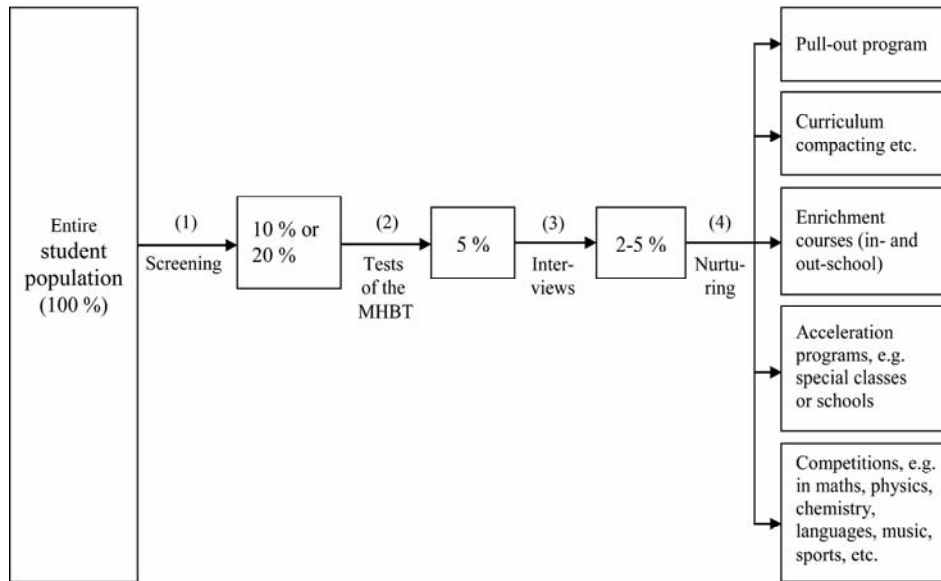 Entire
student
population
(100 %)
(1)
Screening
10 % or
20 %
(2)
Tests
of the
MHBT
5 %
(3)
Inter-
views
2-5 %
(4)
Nurtu-
ring
Pull-out program
Curriculum
compacting etc.
Enrichment
courses (in- and
out-school)
Acceleration
programs, e.g.
special classes
or schools
Competitions, e.g.
in maths, physics,
chemistry,
languages, music,
sports, etc.